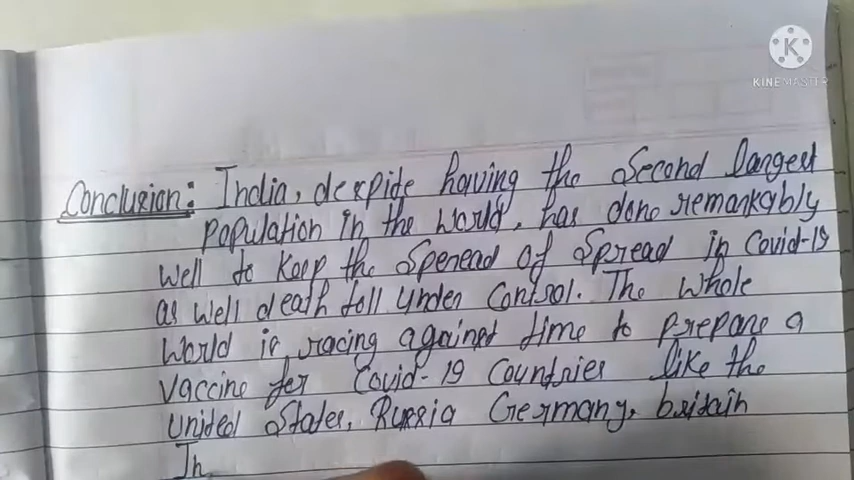 KINEMASTER
Conclusion: India, despide having the Second largest
population in the world, has done remarkably
well to keep the Spenead of Spread in Covid-19
as well death toll under control. The whole
world is racing against time to prepare a
vaccine for Covid-19 Countries like the
united States, Russia Germany, britain
Th